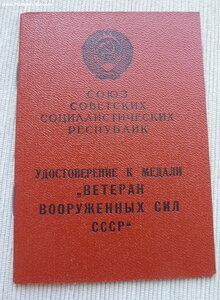 СОЮЗ
СОВЕТСКИХ
СОЦИАЛИСТИЧЕСКИХ
РЕСПУБЛИК
УДОСТОВЕРЕНИЕ К МЕДАЛИ
„ВЕТЕРАН
ВООРУЖЕННЫХ СИЛ
СССР“